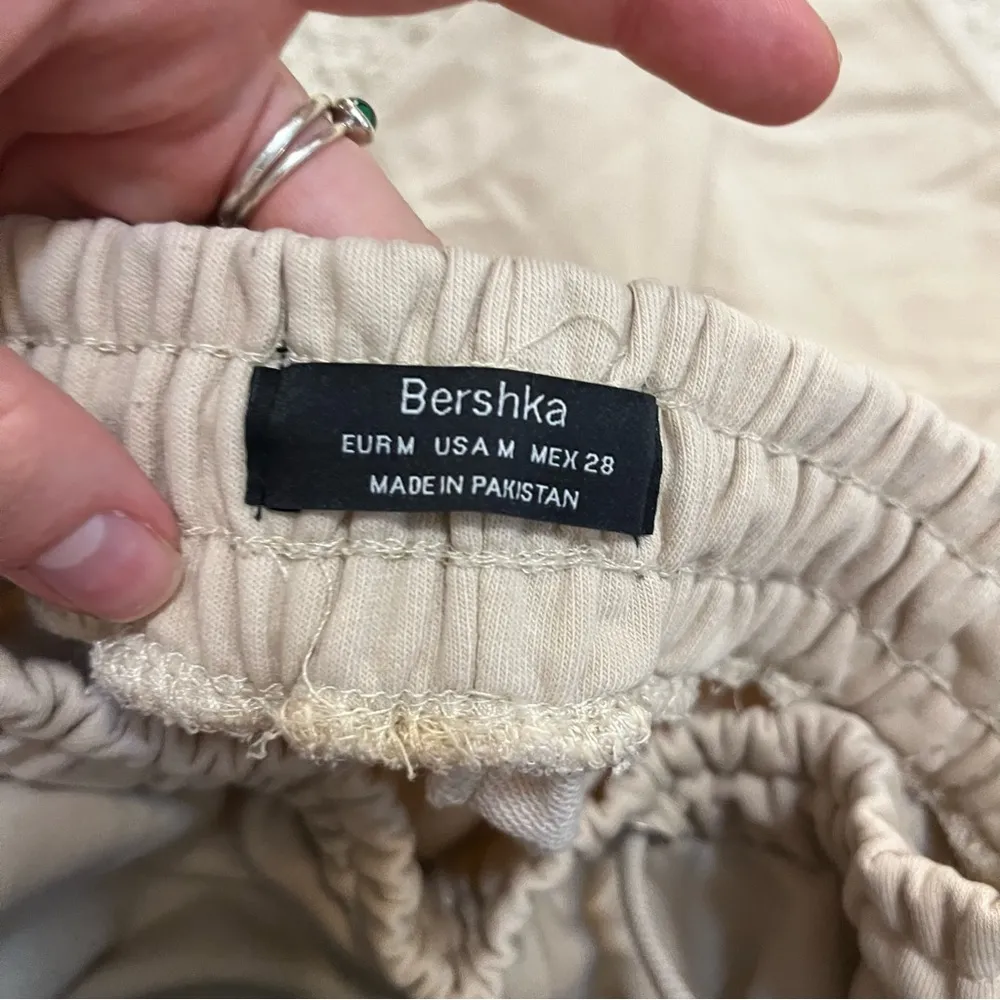 Bershka
EUR M USA M MEX 28
MADE IN PAKISTAN